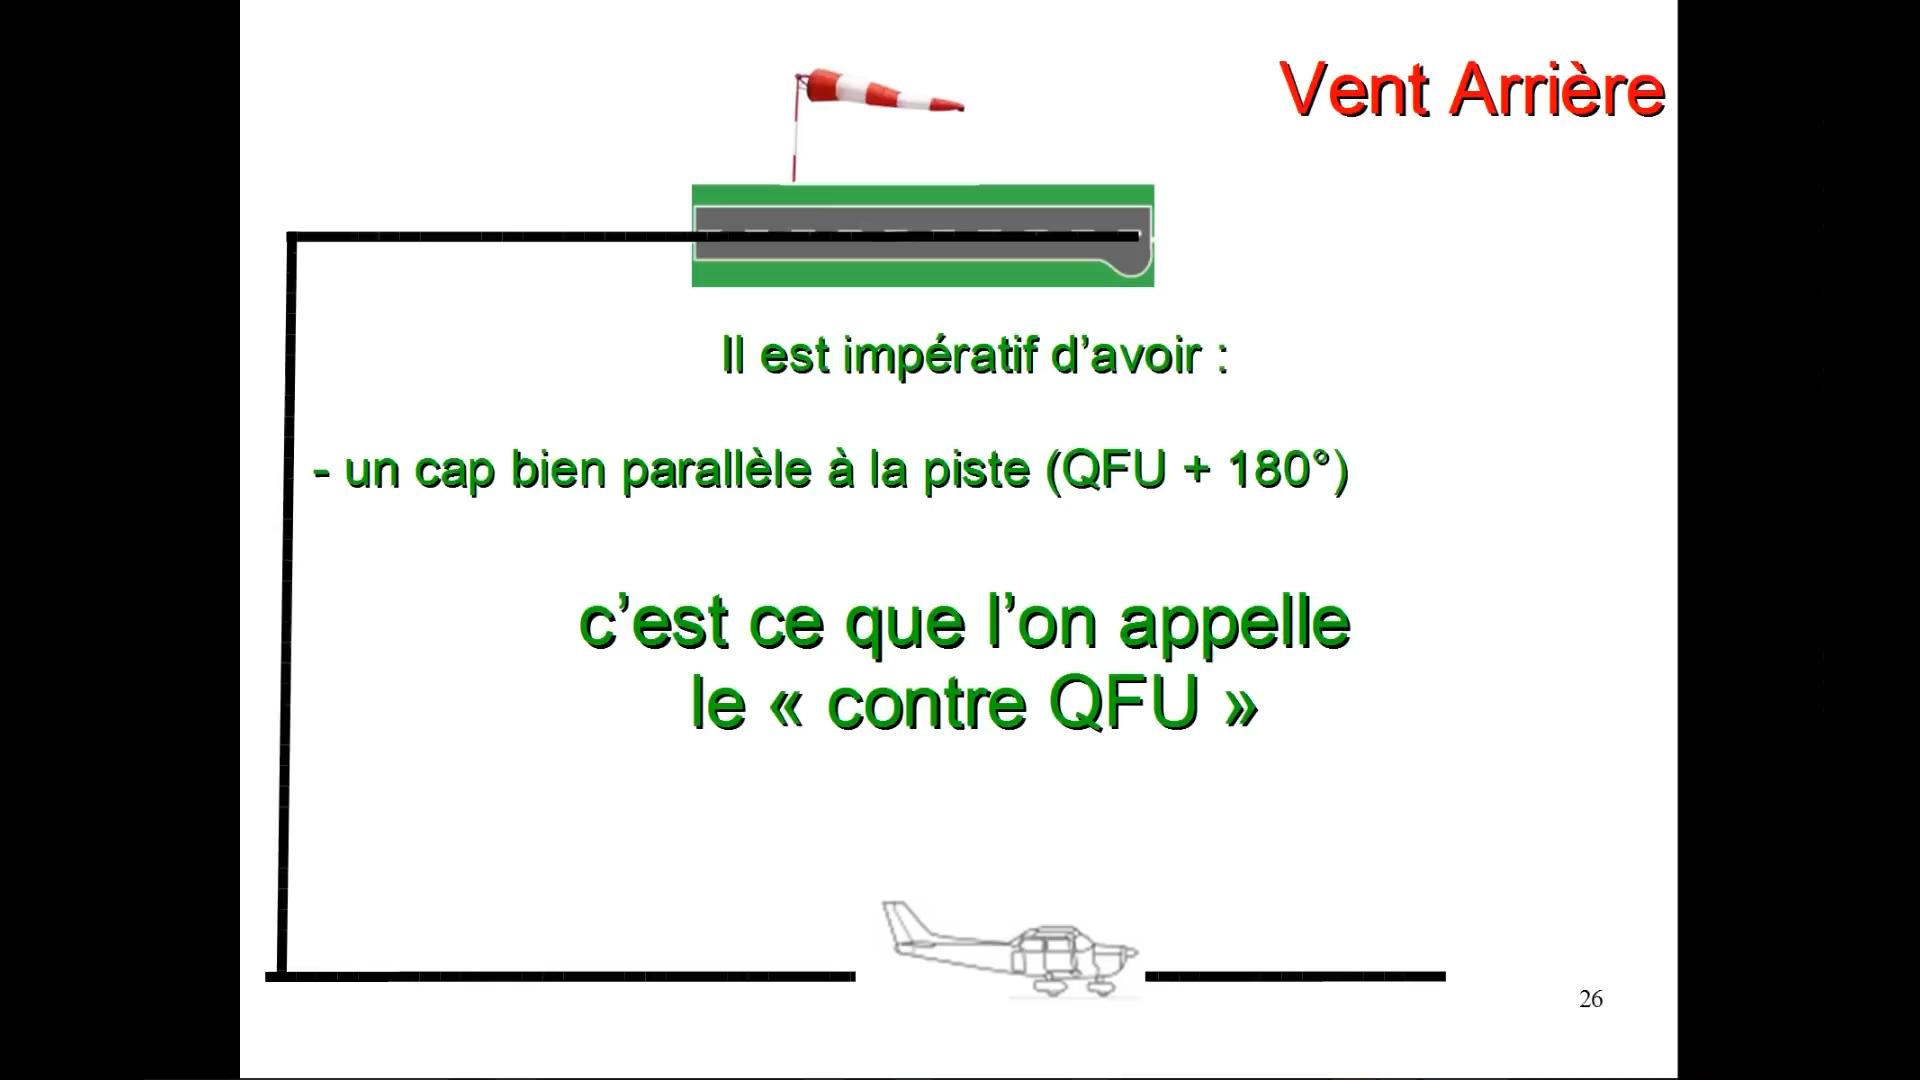 Vent Arrière
Il est impératif d’avoir :
- un cap bien parallèle à la piste (QFU + 180°)
c’est ce que l’on appelle
le « contre QFU »
26